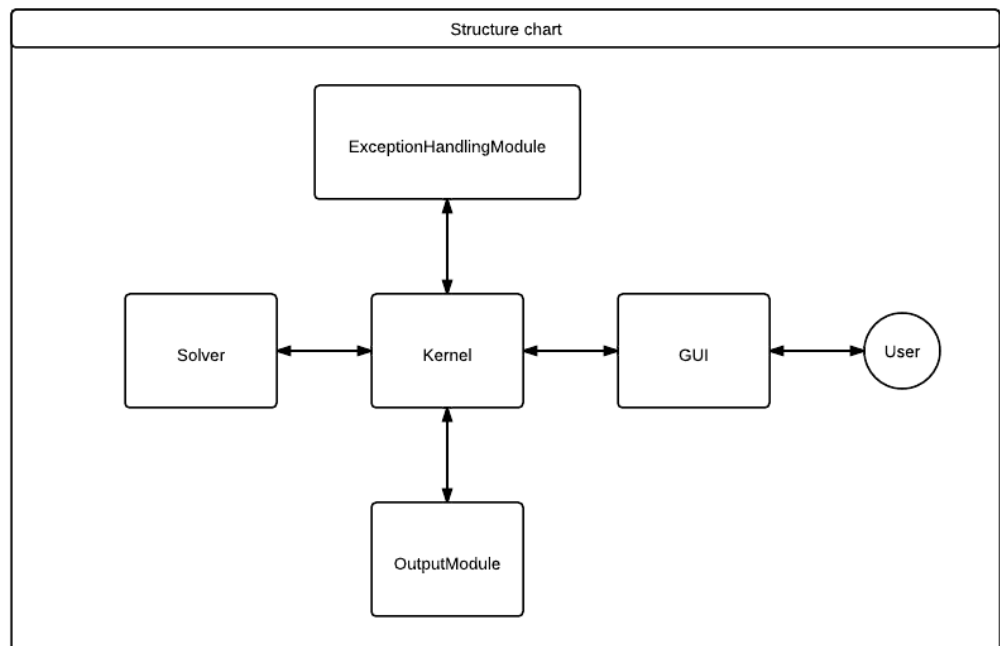 Structure chart
ExceptionHandlingModule
Solver
Kernel
GUI
User
OutputModule